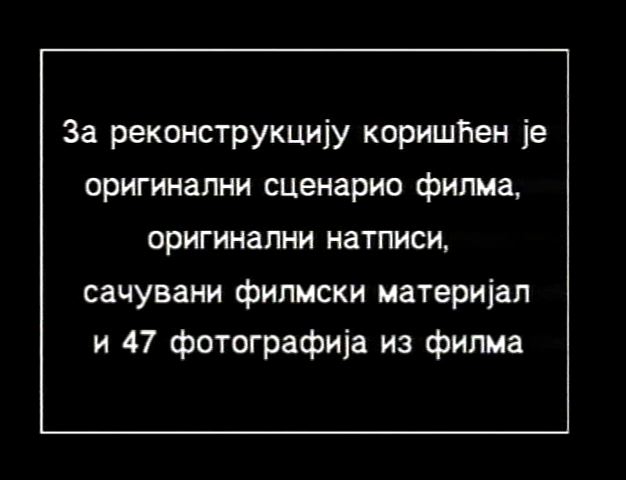 За реконструкцију коришћен је
оригинални сценарио филма,
оригинални натписи,
сачувани филмски материјал
и 47 фотографија из филма